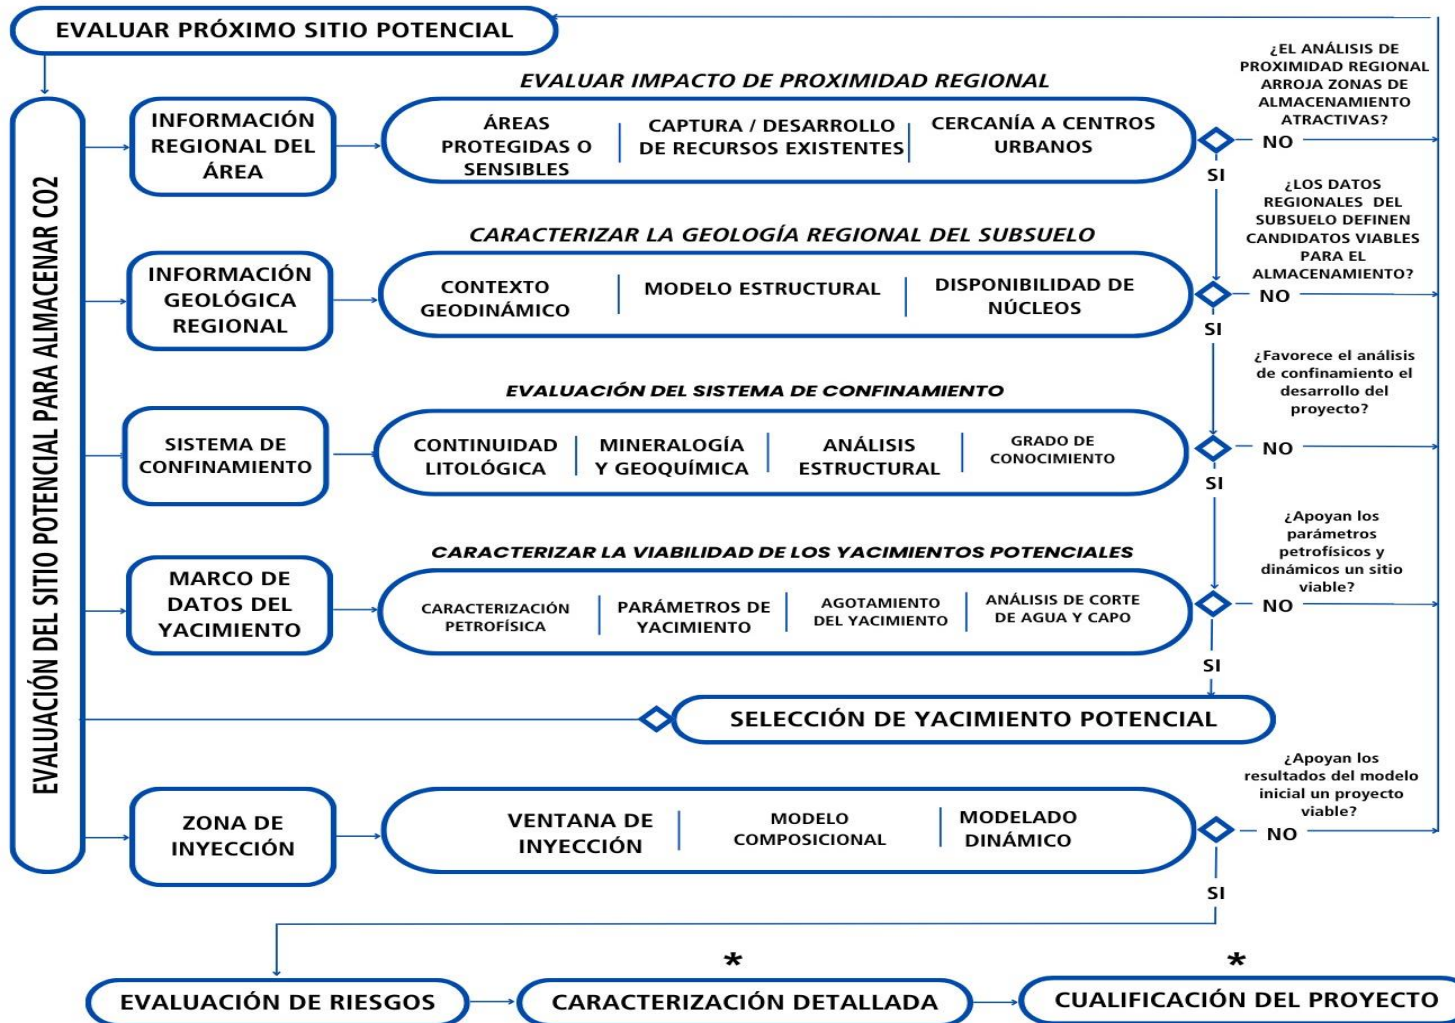 EVALUAR PRÓXIMO SITIO POTENCIAL
EVALUACIÓN DEL SITIO POTENCIAL PARA ALMACENAR CO2
EVALUAR IMPACTO DE PROXIMIDAD REGIONAL
INFORMACIÓN
REGIONAL DEL
ÁREA
ÁREAS
PROTEGIDAS O
SENSIBLES
CAPTURA / DESARROLLO
DE RECURSOS EXISTENTES
CERCANÍA A CENTROS
URBANOS
¿EL ANÁLISIS DE
PROXIMIDAD REGIONAL
ARROJA ZONAS DE
ALMACENAMIENTO
ATRACTIVAS?
NO
SI
CARACTERIZAR LA GEOLOGÍA REGIONAL DEL SUBSUELO
INFORMACIÓN
GEOLÓGICA
REGIONAL
CONTEXTO
GEODINÁMICO
MODELO ESTRUCTURAL
DISPONIBILIDAD DE
NÚCLEOS
¿LOS DATOS
REGIONALES DEL
SUBSUELO DEFINEN
CANDIDATOS VIABLES
PARA EL
ALMACENAMIENTO?
NO
SI
EVALUACIÓN DEL SISTEMA DE CONFINAMIENTO
SISTEMA DE
CONFINAMIENTO
CONTINUIDAD
LITOLÓGICA
MINERALOGÍA
Y GEOQUÍMICA
ANÁLISIS
ESTRUCTURAL
GRADO DE
CONOCIMIENTO
¿Favorece el análisis
de confinamiento el
desarrollo del
proyecto?
NO
SI
CARACTERIZAR LA VIABILIDAD DE LOS YACIMIENTOS POTENCIALES
MARCO DE
DATOS DEL
YACIMIENTO
CARACTERIZACIÓN
PETROFÍSICA
PARÁMETROS DE
YACIMIENTO
AGOTAMIENTO
DEL YACIMIENTO
ANÁLISIS DE CORTE
DE AGUA Y CAPO
¿Apoyan los
parámetros
petrofísicos y
dinámicos un sitio
viable?
NO
SI
SELECCIÓN DE YACIMIENTO POTENCIAL
ZONA DE
INYECCIÓN
VENTANA DE
INYECCIÓN
MODELO
COMPOSICIONAL
MODELADO
DINÁMICO
¿Apoyan los
resultados del modelo
inicial un proyecto
viable?
NO
SI
EVALUACIÓN DE RIESGOS
*
CARACTERIZACIÓN DETALLADA
*
CUALIFICACIÓN DEL PROYECTO